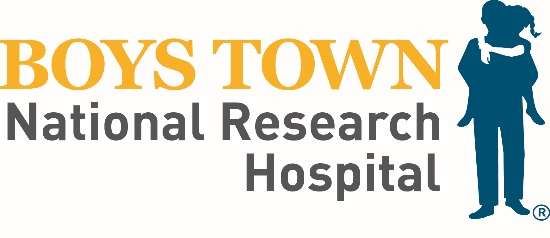 BOYS TOWN
National Research
Hospital
®